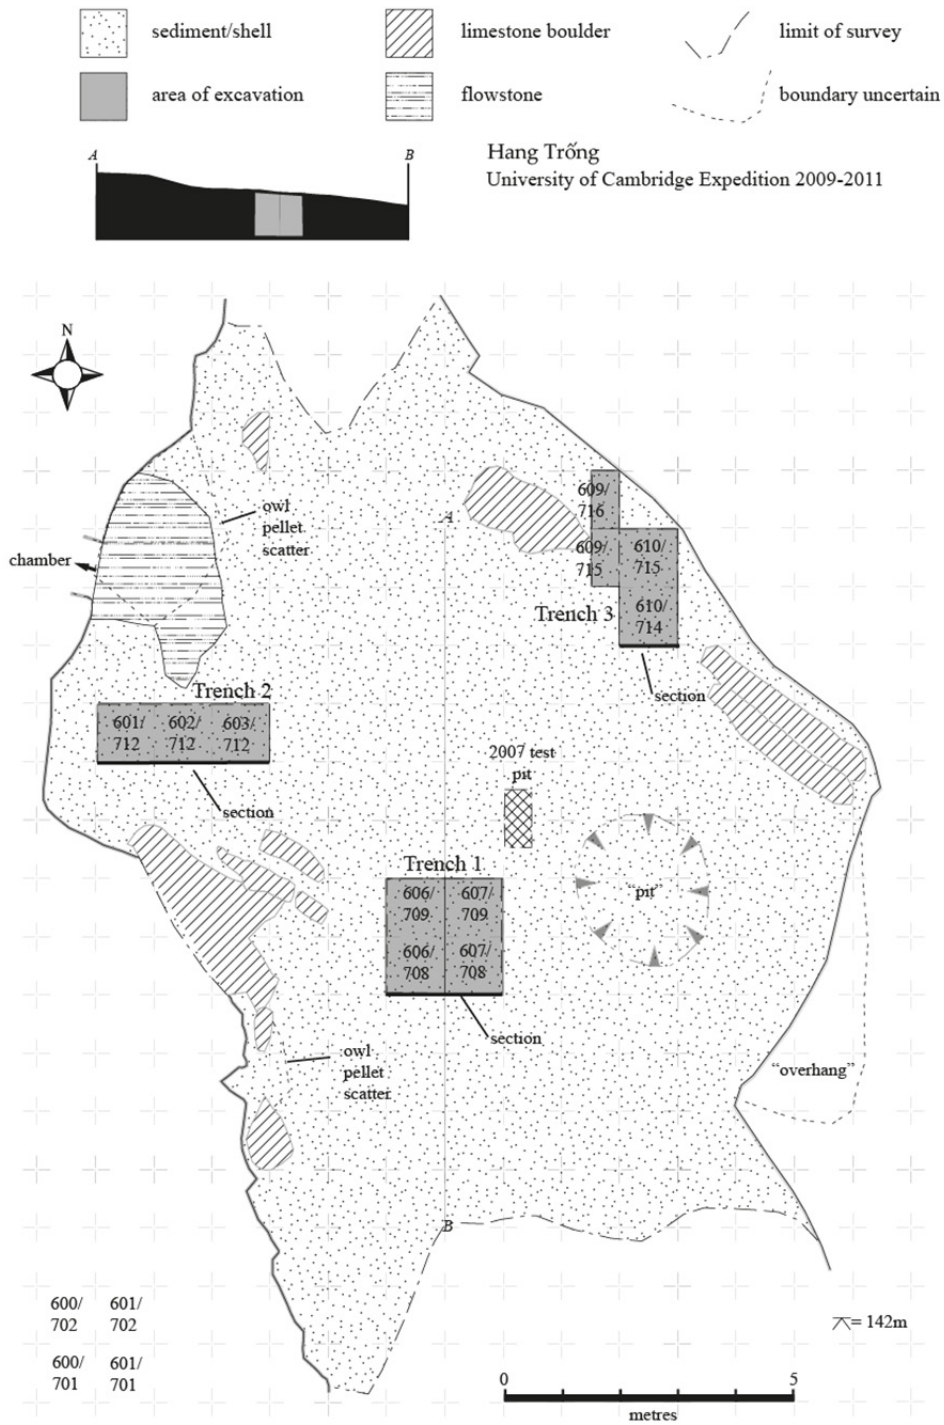 sediment/shell
limestone boulder
limit of survey
area of excavation
flowstone
boundary uncertain
A
B
Hang Trống
University of Cambridge Expedition 2009-2011
N
owl
pellet
scatter
chamber
A
609/
716
609/
715
610/
715
Trench 3
610/
714
section
Trench 2
601/
712
602/
712
603/
712
section
2007 test
pit
Trench 1
606/
709
607/
709
606/
708
607/
708
section
"pit"
owl
pellet
scatter
"overhang"
B
600/
702
601/
702
600/
701
601/
701
= 142m
0
5
metres